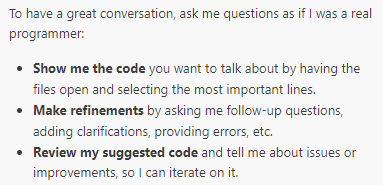 To have a great conversation, ask me questions as if I was a real
programmer:
• Show me the code you want to talk about by having the
files open and selecting the most important lines.
• Make refinements by asking me follow-up questions,
adding clarifications, providing errors, etc.
• Review my suggested code and tell me about issues or
improvements, so I can iterate on it.